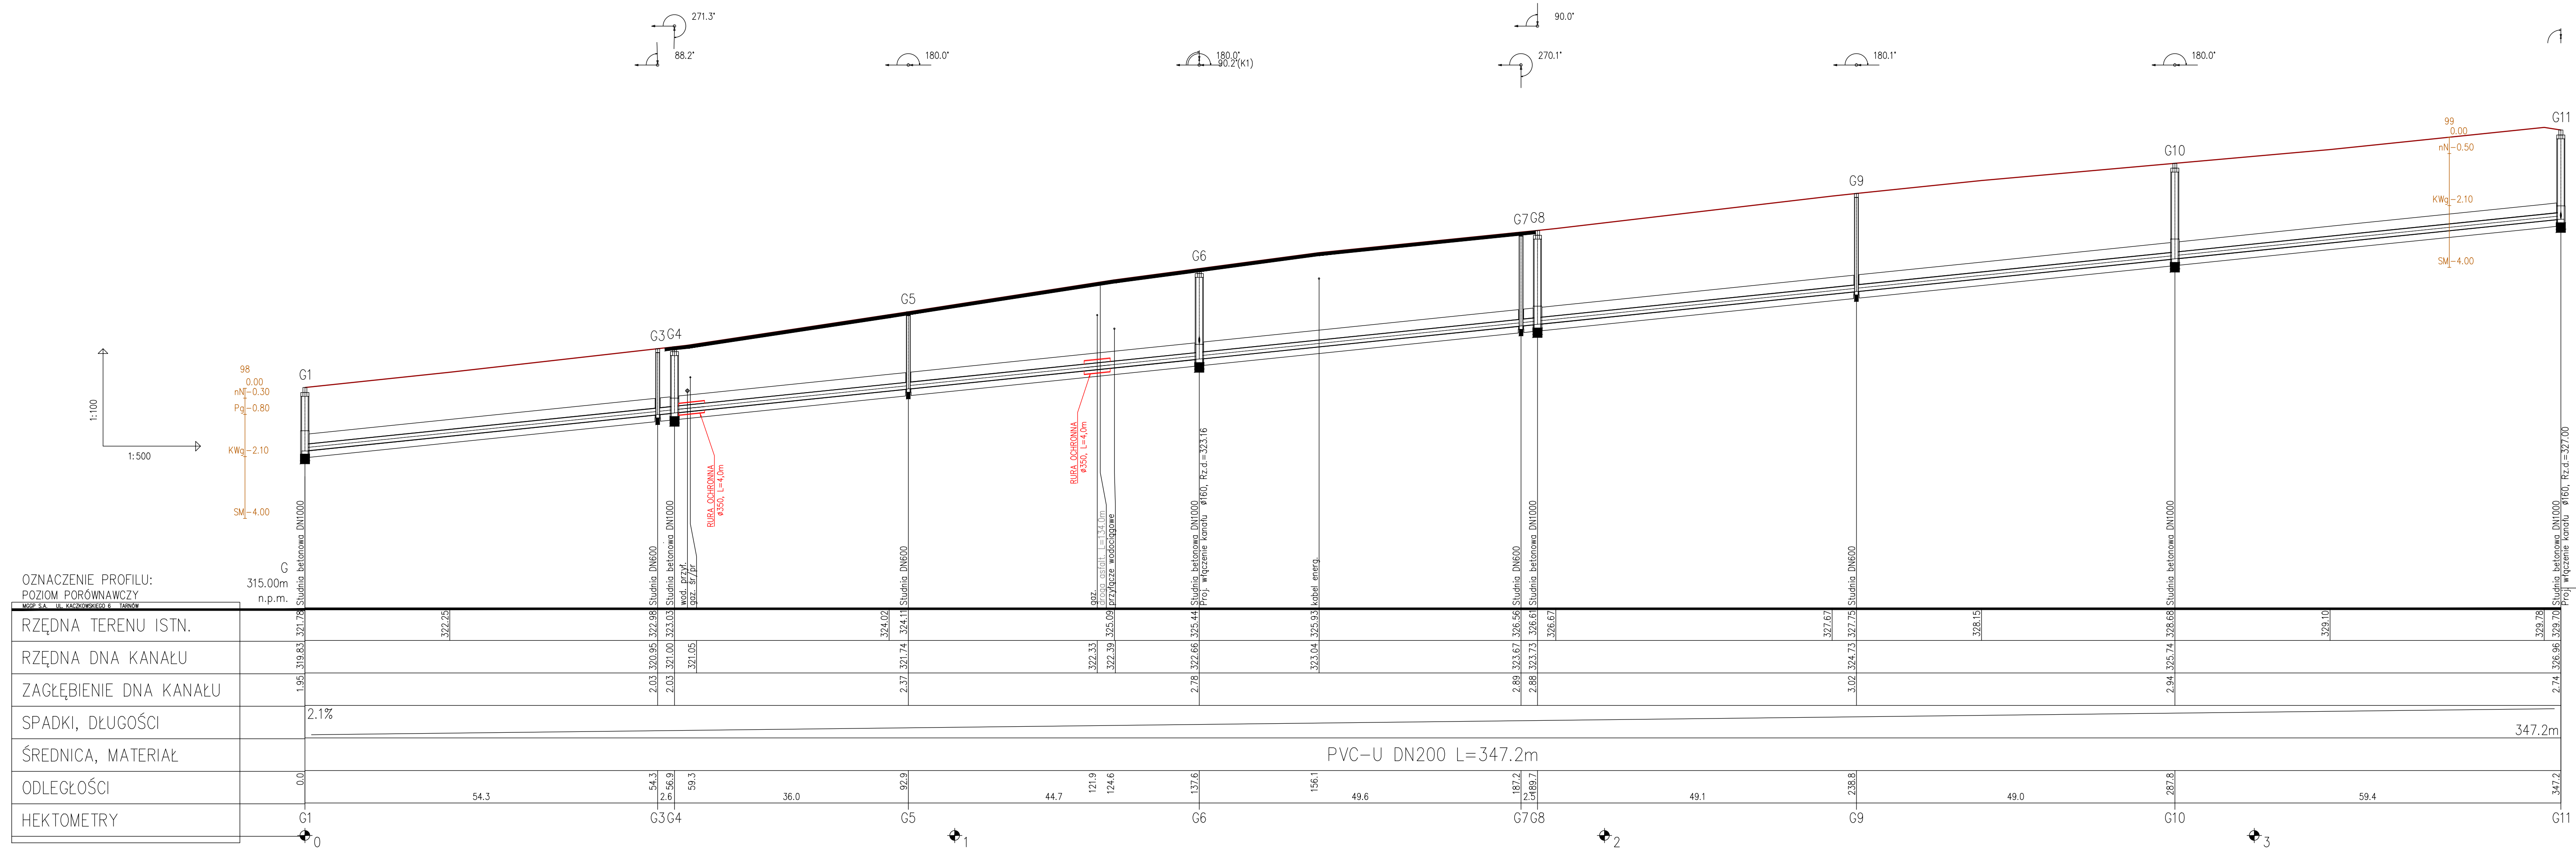 271.3°
90.0°
88.2°
180.0°
180.0°
90.2°(K1)
270.1°
180.1°
180.0°
G1
G3
G4
G5
G6
G7
G8
G9
G10
G11
98
0.00
nN-0.30
Pg-0.80
KWg-2.10
SM-4.00
99
0.00
nN-0.50
KWg-2.10
SM-4.00
1:100
1:500
RURA OCHRONNA
ø350, L=4,0m
RURA OCHRONNA
ø350, L=4,0m
Studnia betonowa DN1000
Studnia DN600
Studnia betonowa DN1000
wod. przył.
gaz. śr/pr
Studnia DN600
gaz.
droga asfalt. L=134.0m
przyłącze wodociągowe
Studnia betonowa DN1000
Proj. włączenie kanału ø160, Rz.d.=323.16
kabel energ.
Studnia DN600
Studnia betonowa DN1000
Studnia DN600
Studnia betonowa DN1000
Studnia betonowa DN1000
Proj. włączenie kanału ø160, Rz.d.=327.00
OZNACZENIE PROFILU: G
POZIOM PORÓWNAWCZY 315.00m
n.p.m.
MGGP S.A. UL. KACZKOWSKIEGO 6 TARNÓW
RZĘDNA TERENU ISTN. 321.78 322.25 322.98 323.03 324.02 324.11 325.09 325.44 325.93 326.56 326.61 326.67 327.67 327.75 328.15 328.68 329.10 329.78 329.70
RZĘDNA DNA KANAŁU 319.83 320.95 321.00 321.05 321.74 322.33 322.39 322.66 323.04 323.67 323.73 324.73 325.74 326.96
ZAGŁĘBIENIE DNA KANAŁU 1.95 2.03 2.03 2.37 2.78 2.89 2.88 3.02 2.94 2.74
SPADKI, DŁUGOŚCI 2.1% 347.2m
ŚREDNICA, MATERIAŁ PVC-U DN200 L=347.2m
ODLEGŁOŚCI 0.0 54.3 56.9 59.3 92.9 121.9 124.6 137.6 156.1 187.2 189.7 238.8 287.8 347.2
54.3 2.6 36.0 44.7 49.6 2.5 49.1 49.0 59.4
HEKTOMETRY G1 G3 G4 G5 G6 G7 G8 G9 G10 G11
0 1 2 3